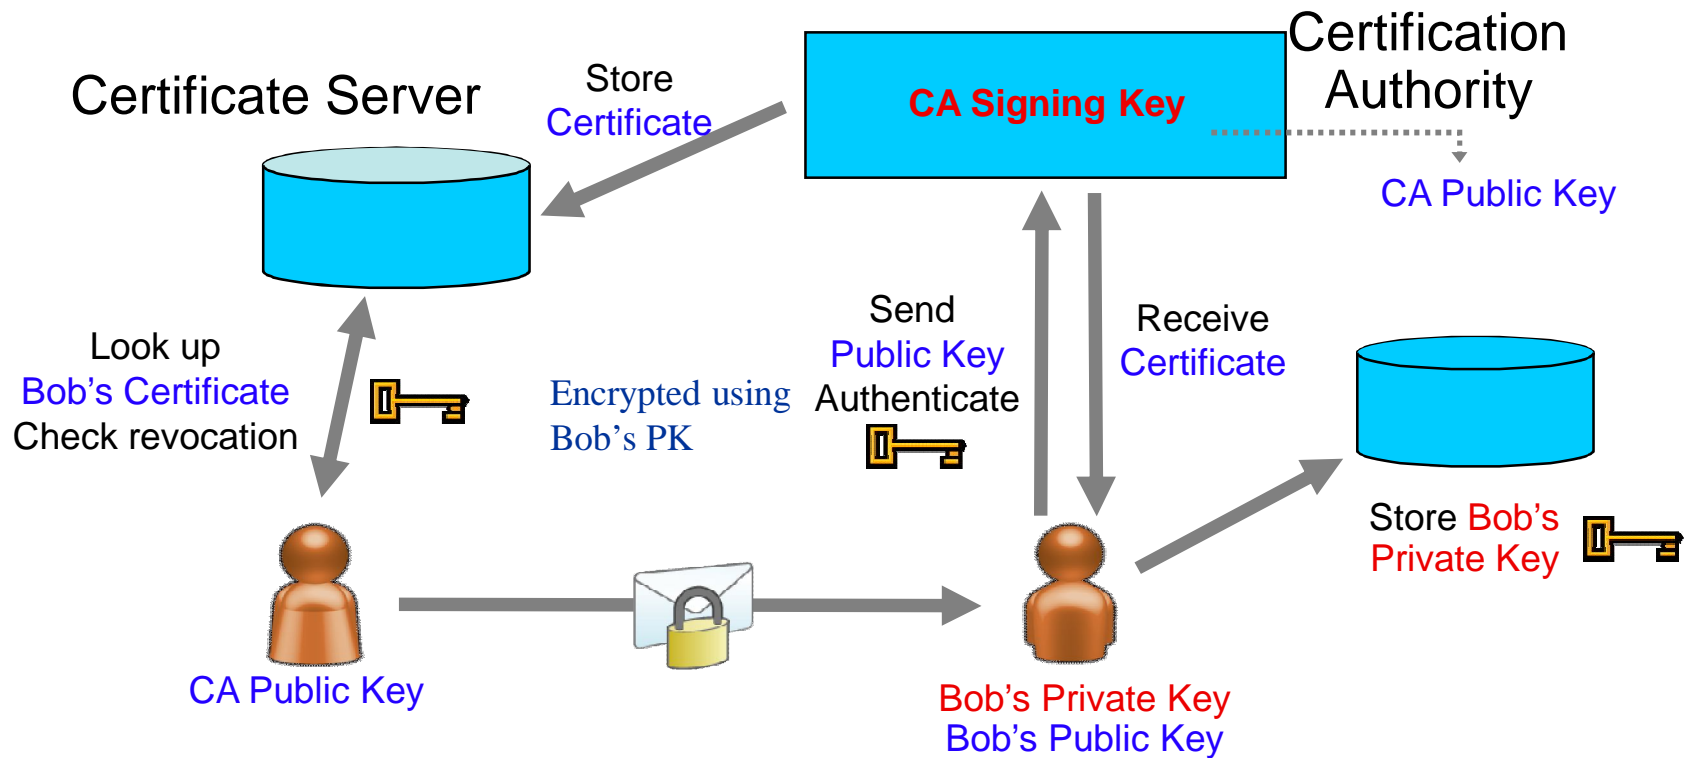 Certification
Authority
Certificate Server
Store
Certificate
CA Signing Key
CA Public Key
Look up
Bob’s Certificate
Check revocation
Encrypted using
Bob’s PK
Send
Public Key
Authenticate
Receive
Certificate
Store Bob’s
Private Key
CA Public Key
Bob’s Private Key
Bob’s Public Key